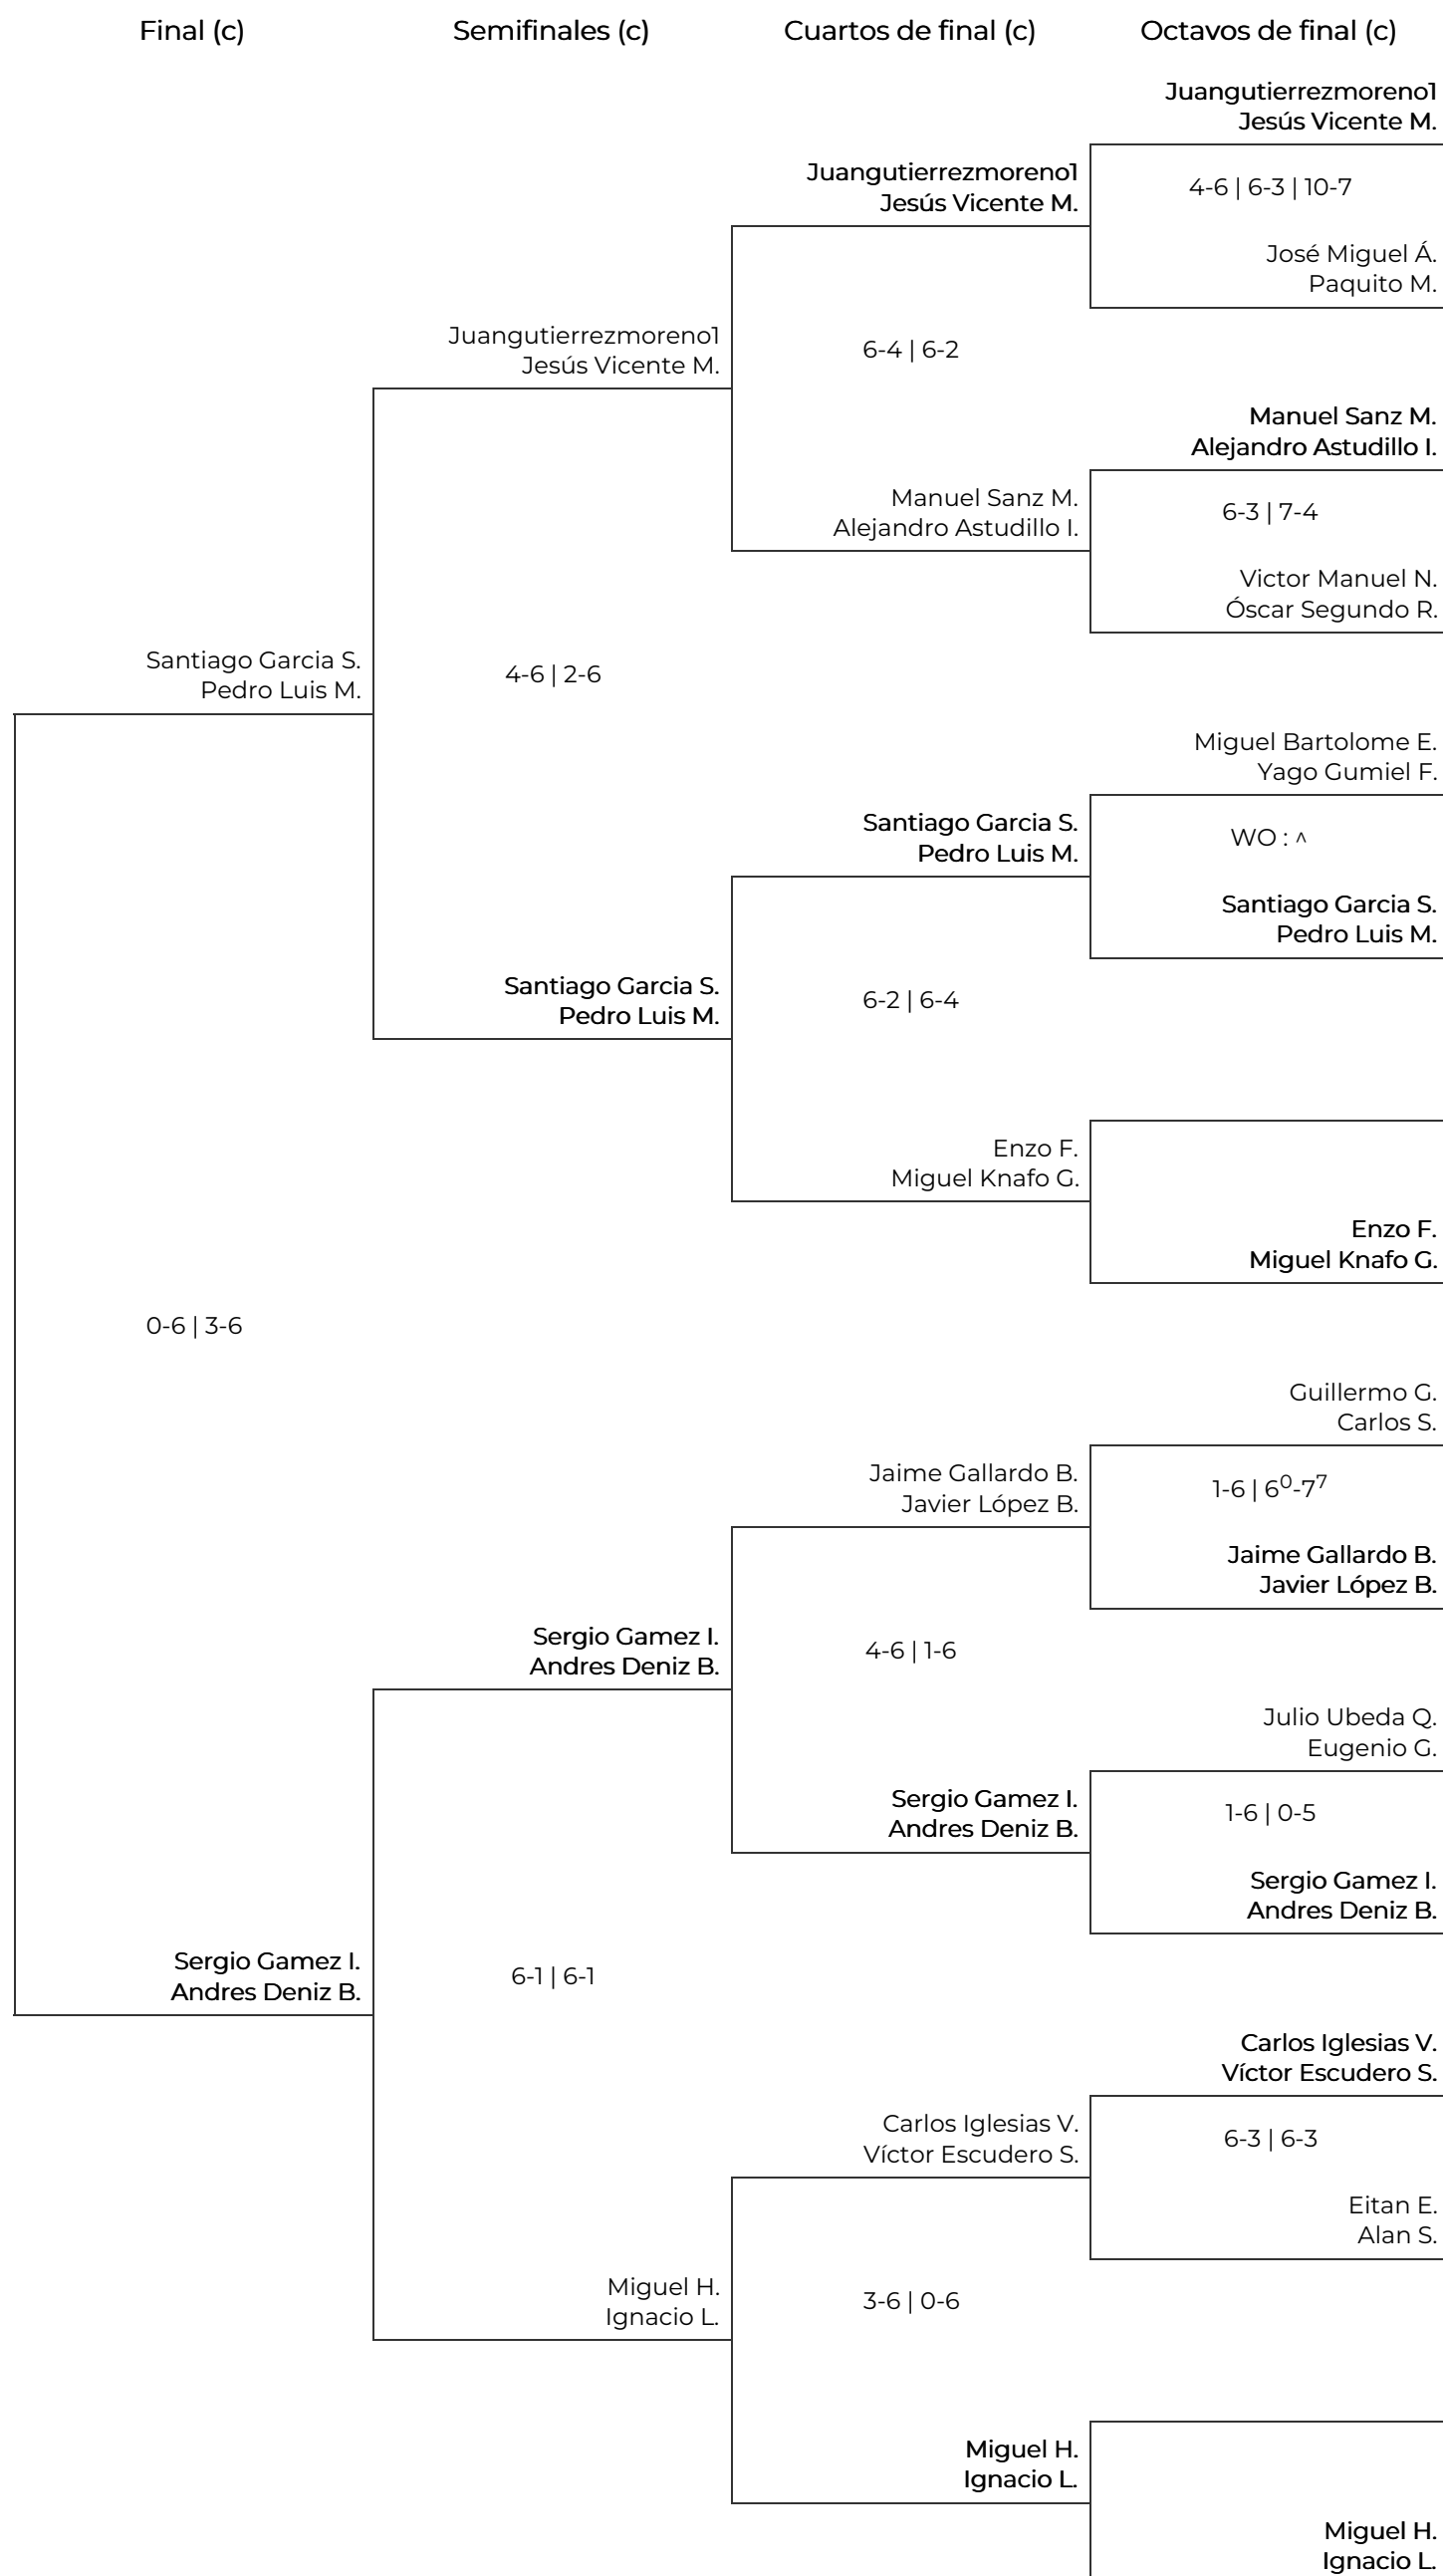 Final (c)
Semifinales (c)
Cuartos de final (c)
Octavos de final (c)
Juangutierrezmoreno1
Jesús Vicente M.
4-6 | 6-3 | 10-7
José Miguel Á.
Paquito M.
Juangutierrezmoreno1
Jesús Vicente M.
6-4 | 6-2
Manuel Sanz M.
Alejandro Astudillo I.
Manuel Sanz M.
Alejandro Astudillo I.
6-3 | 7-4
Victor Manuel N.
Óscar Segundo R.
Juangutierrezmoreno1
Jesús Vicente M.
4-6 | 2-6
Santiago Garcia S.
Pedro Luis M.
Miguel Bartolome E.
Yago Gumiel F.
WO : ^
Santiago Garcia S.
Pedro Luis M.
Santiago Garcia S.
Pedro Luis M.
6-2 | 6-4
Santiago Garcia S.
Pedro Luis M.
Enzo F.
Miguel Knafo G.
Enzo F.
Miguel Knafo G.
0-6 | 3-6
Guillermo G.
Carlos S.
1-6 | 6⁰-7⁷
Jaime Gallardo B.
Javier López B.
Jaime Gallardo B.
Javier López B.
4-6 | 1-6
Sergio Gamez I.
Andres Deniz B.
Julio Ubeda Q.
Eugenio G.
1-6 | 0-5
Sergio Gamez I.
Andres Deniz B.
Sergio Gamez I.
Andres Deniz B.
6-1 | 6-1
Sergio Gamez I.
Andres Deniz B.
Carlos Iglesias V.
Víctor Escudero S.
6-3 | 6-3
Eitan E.
Alan S.
Carlos Iglesias V.
Víctor Escudero S.
3-6 | 0-6
Miguel H.
Ignacio L.
Miguel H.
Ignacio L.
Miguel H.
Ignacio L.